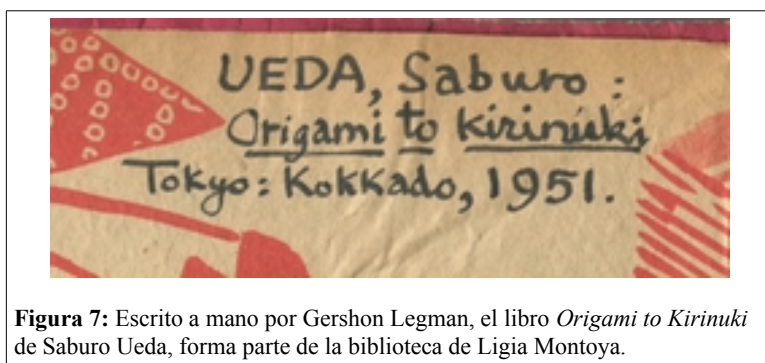 UEDA, Saburo :
Origami to Kirinuki
Tokyo: Kokkado, 1951.
Figura 7: Escrito a mano por Gershon Legman, el libro Origami to Kirinuki
de Saburo Ueda, forma parte de la biblioteca de Ligia Montoya.